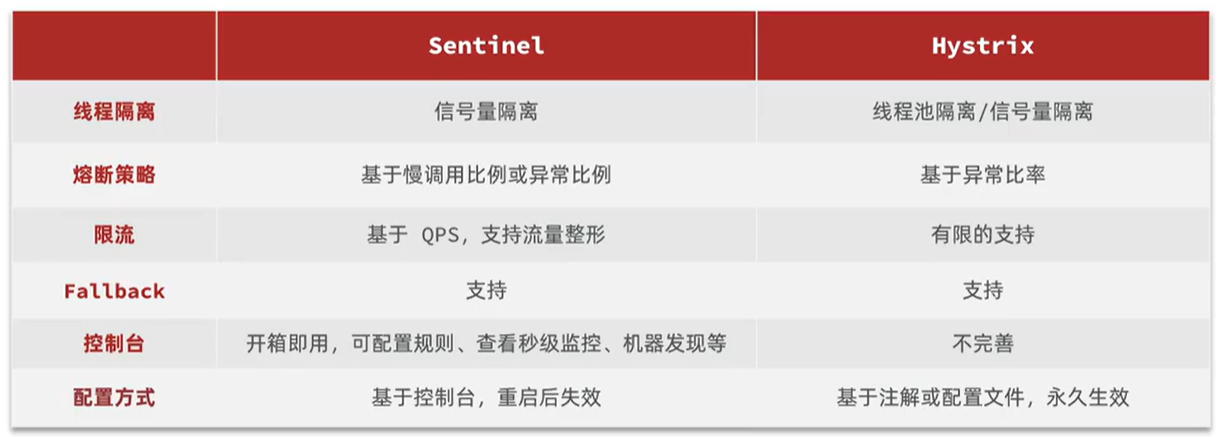 Sentinel Hystrix
线程隔离 信号量隔离 线程池隔离/信号量隔离
熔断策略 基于慢调用比例或异常比例 基于异常比率
限流 基于 QPS，支持流量整形 有限的支持
Fallback 支持 支持
控制台 开箱即用，可配置规则、查看秒级监控、机器发现等 不完善
配置方式 基于控制台，重启后失效 基于注解或配置文件，永久生效